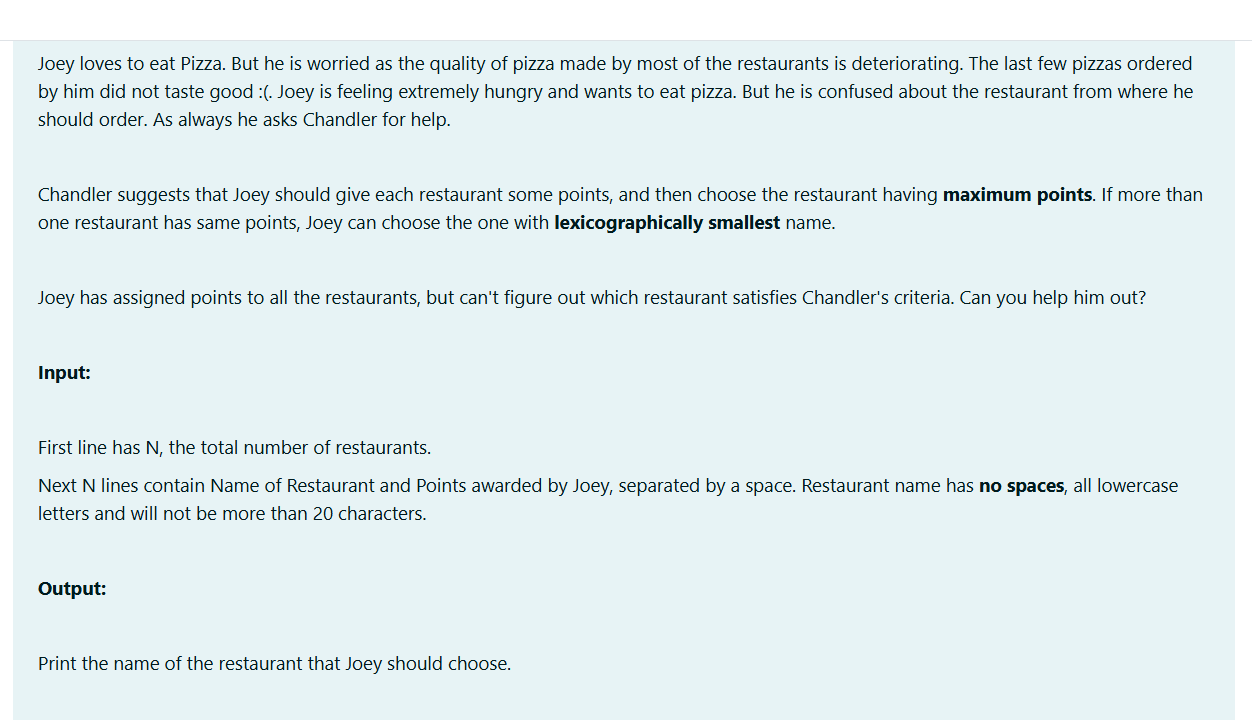 Joey loves to eat Pizza. But he is worried as the quality of pizza made by most of the restaurants is deteriorating. The last few pizzas ordered
by him did not taste good :(. Joey is feeling extremely hungry and wants to eat pizza. But he is confused about the restaurant from where he
should order. As always he asks Chandler for help.
Chandler suggests that Joey should give each restaurant some points, and then choose the restaurant having maximum points. If more than
one restaurant has same points, Joey can choose the one with lexicographically smallest name.
Joey has assigned points to all the restaurants, but can't figure out which restaurant satisfies Chandler's criteria. Can you help him out?
Input:
First line has N, the total number of restaurants.
Next N lines contain Name of Restaurant and Points awarded by Joey, separated by a space. Restaurant name has no spaces, all lowercase
letters and will not be more than 20 characters.
Output:
Print the name of the restaurant that Joey should choose.